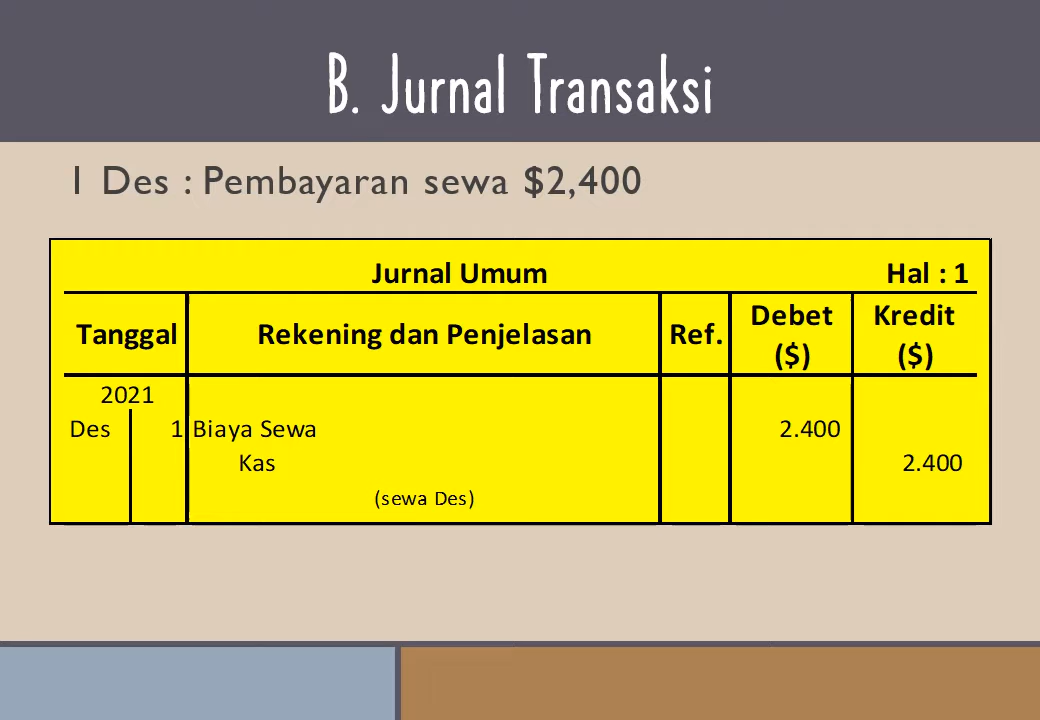 B. Jurnal Transaksi
1 Des : Pembayaran sewa $2,400
Jurnal Umum Hal : 1
Tanggal Rekening dan Penjelasan Ref. Debet ($) Kredit ($)
2021
Des 1 Biaya Sewa 2.400
Kas 2.400
(sewa Des)